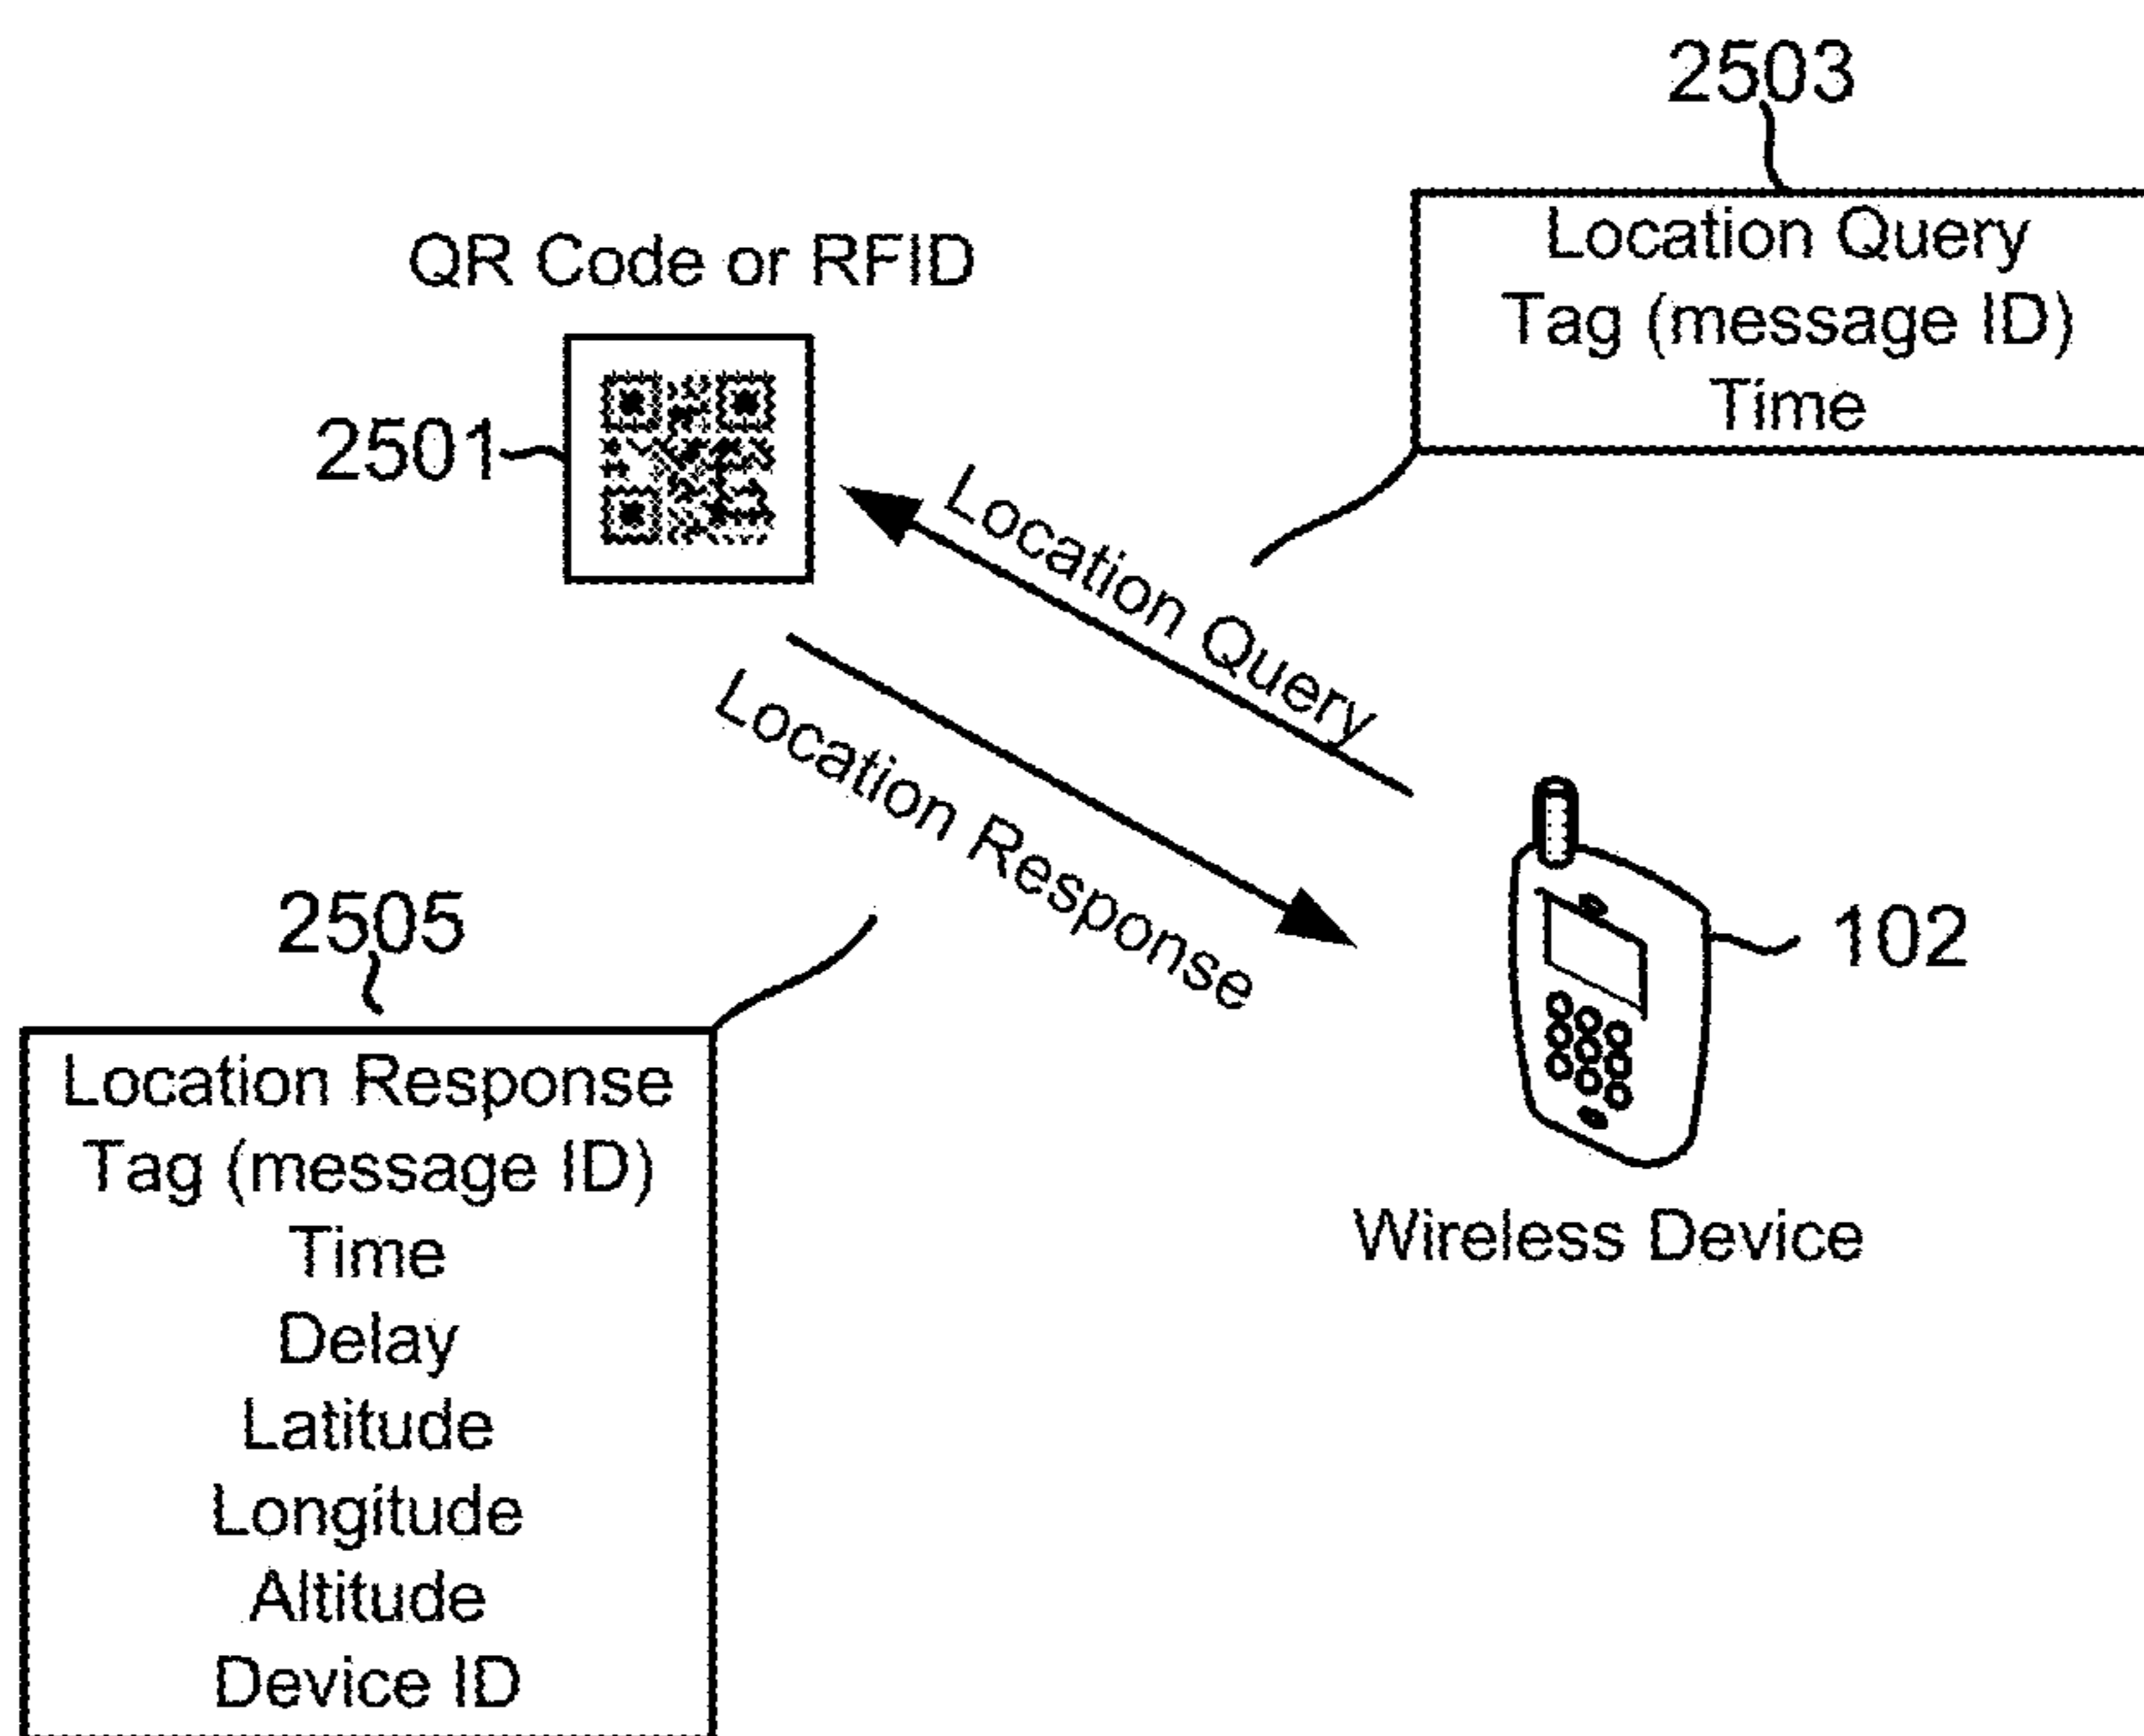 2503
Location Query
Tag (message ID)
Time
QR Code or RFID
2501
Location Query
Location Response
2505
Location Response
Tag (message ID)
Time
Delay
Latitude
Longitude
Altitude
Device ID
102
Wireless Device